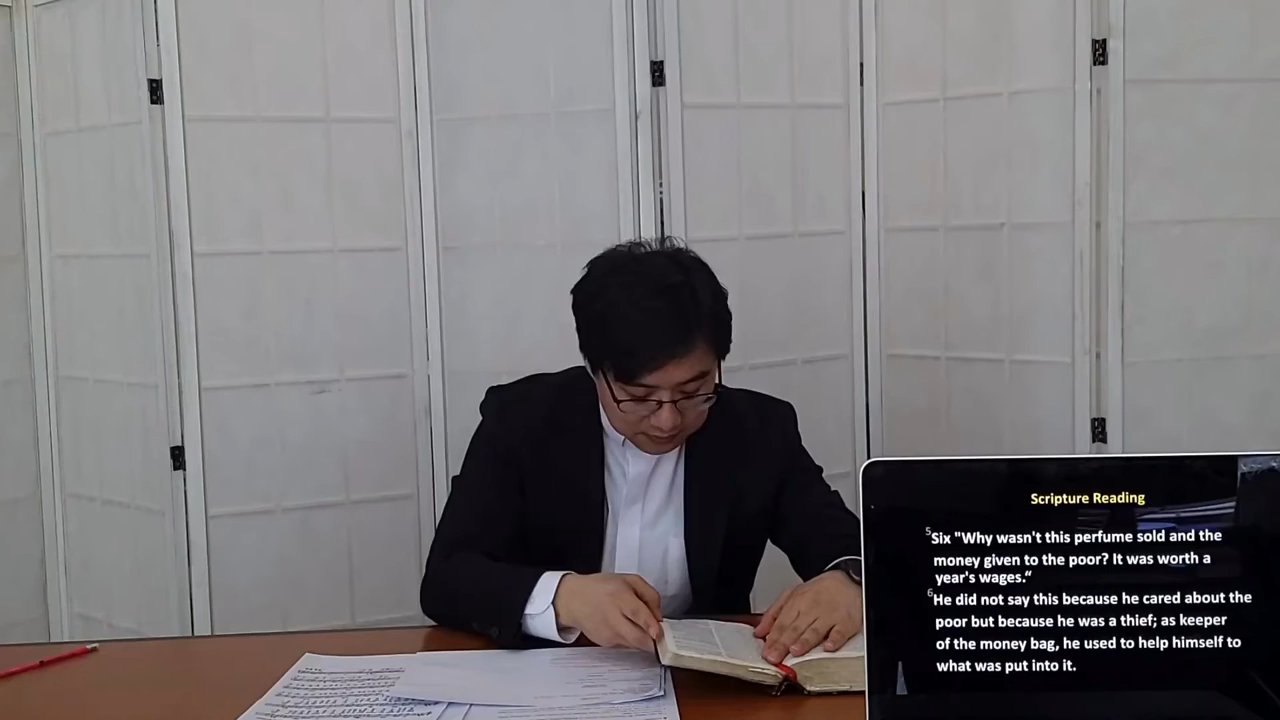 Scripture Reading
5Six "Why wasn't this perfume sold and the
money given to the poor? It was worth a
year's wages.“
6He did not say this because he cared about the
poor but because he was a thief; as keeper
of the money bag, he used to help himself to
what was put into it.